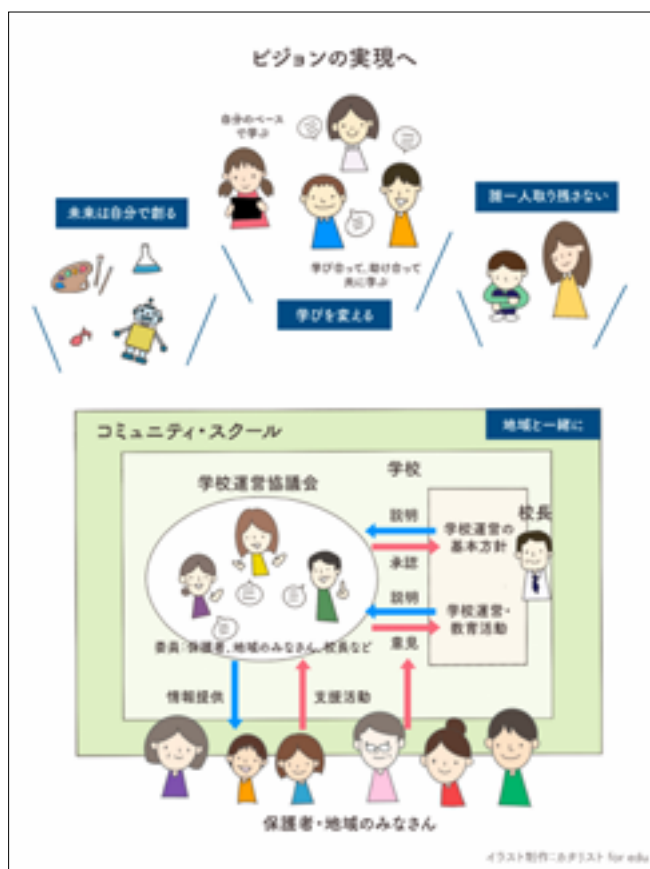 ビジョンの実現へ
自分のペース
で学ぶ
未来は自分で創る
誰一人取り残さない
学び合って、助け合って
共に学ぶ
学びを変える
コミュニティ・スクール
地域と一緒に
学校
学校運営協議会
校長
説明
学校運営の
基本方針
承認
説明
学校運営・
教育活動
意見
委員:保護者、地域のみなさん、校長など
情報提供
支援活動
保護者・地域のみなさん
イラスト制作:カタリスト for edu